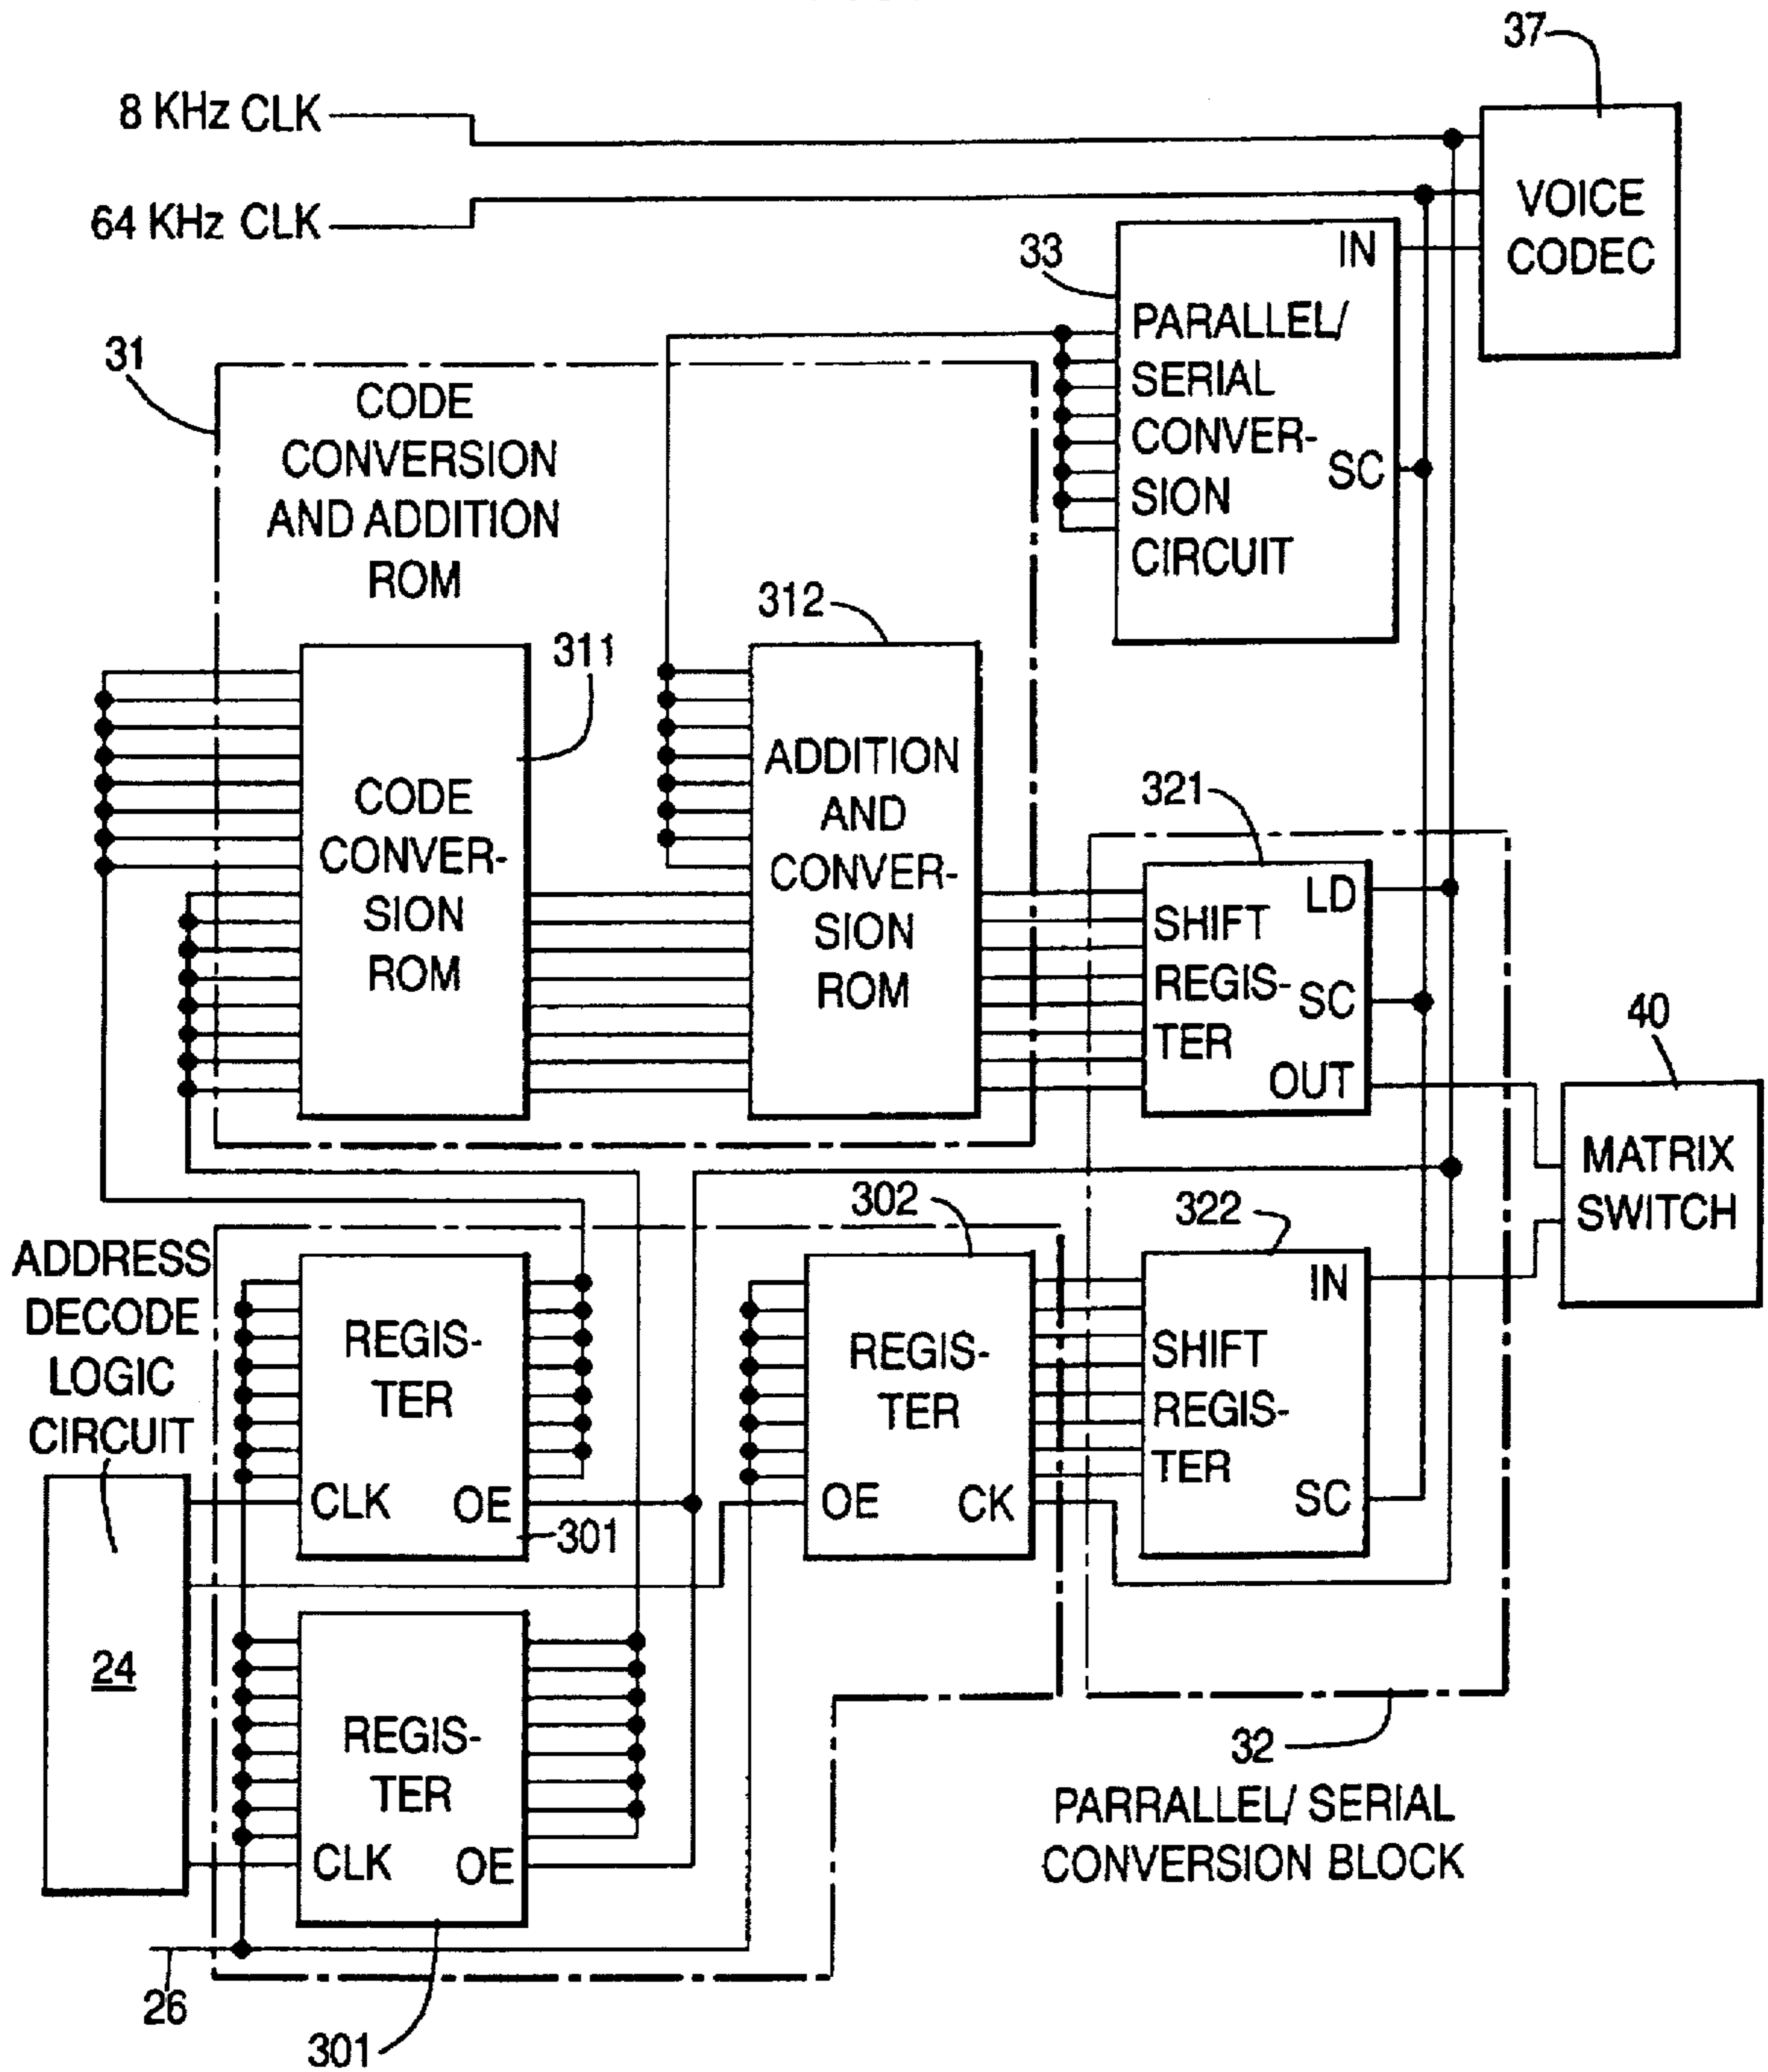 37
8 KHz CLK
64 KHz CLK
VOICE
CODEC
33
IN
PARALLEL/
SERIAL
CONVER-
SION
CIRCUIT
SC
31
CODE
CONVERSION
AND ADDITION
ROM
311
312
CODE
CONVER-
SION
ROM
ADDITION
AND
CONVER-
SION
ROM
321
LD
SHIFT
REGIS-
TER
SC
OUT
40
MATRIX
SWITCH
ADDRESS
DECODE
LOGIC
CIRCUIT
24
REGIS-
TER
CLK
OE
301
302
REGIS-
TER
OE
CK
322
IN
SHIFT
REGIS-
TER
SC
REGIS-
TER
CLK
OE
301
26
32
PARRALLEL/ SERIAL
CONVERSION BLOCK